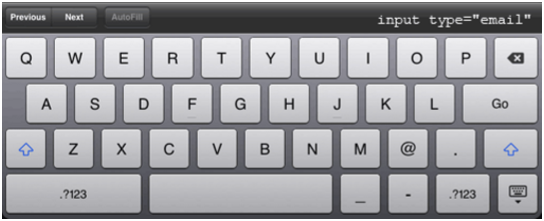 Previous Next AutoFill input type="email"
Q W E R T Y U I O P
A S D F G H J K L Go
Z X C V B N M @ .
.?123 _ - .?123